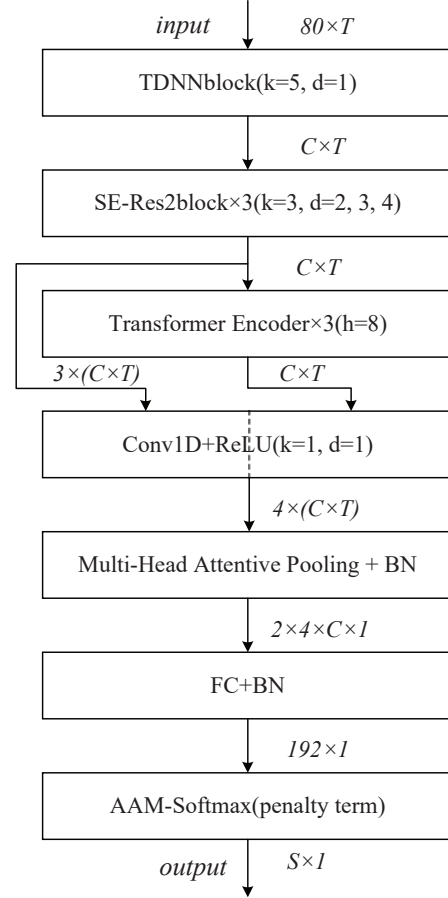 input 80×T
TDNNblock(k=5, d=1)
C×T
SE-Res2block×3(k=3, d=2, 3, 4)
C×T
Transformer Encoder×3(h=8)
3×(C×T) C×T
Conv1D+ReLU(k=1, d=1)
4×(C×T)
Multi-Head Attentive Pooling + BN
2×4×C×1
FC+BN
192×1
AAM-Softmax(penalty term)
output S×1